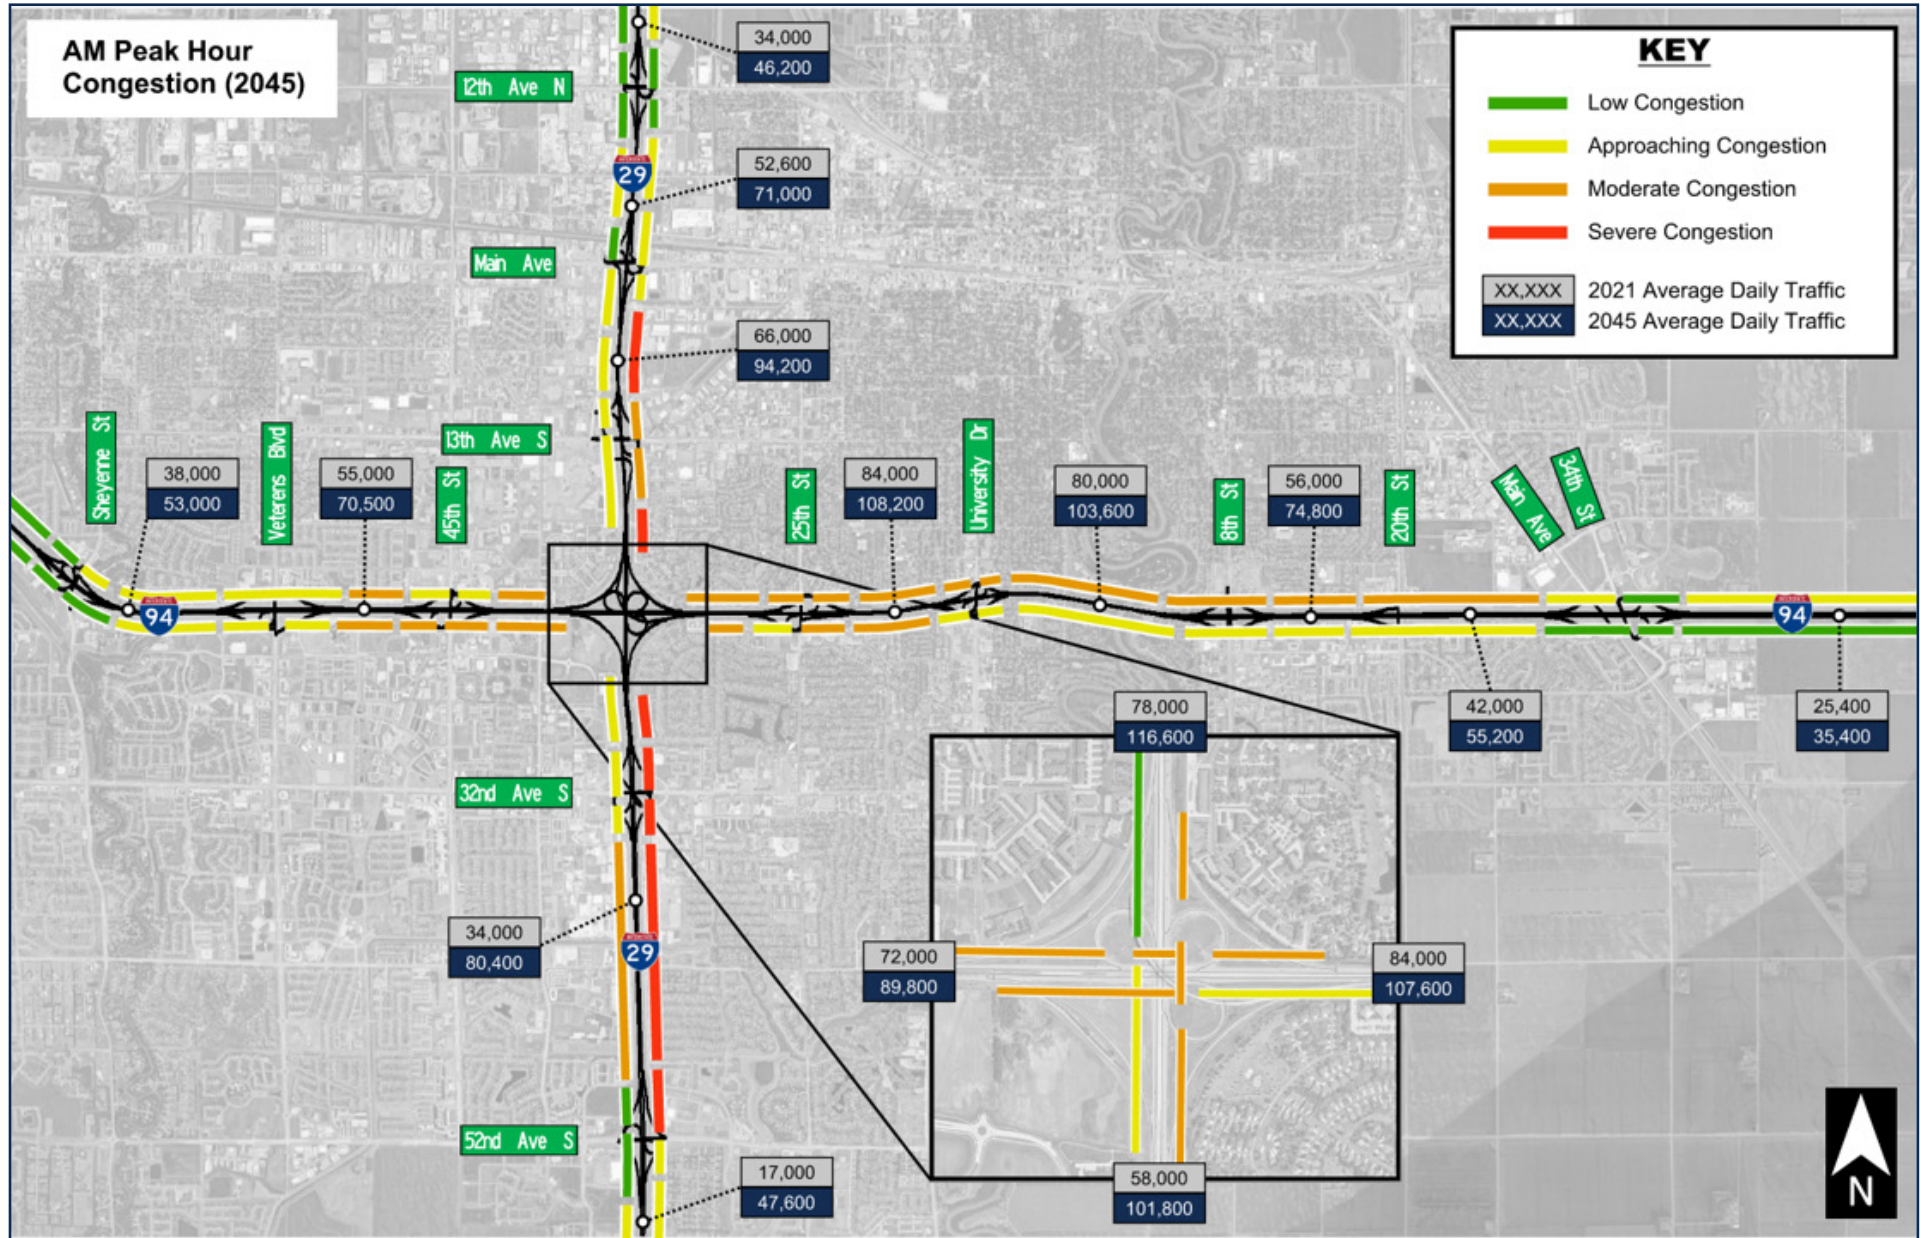 AM Peak Hour
Congestion (2045)
KEY
Low Congestion
Approaching Congestion
Moderate Congestion
Severe Congestion
XX,XXX 2021 Average Daily Traffic
XX,XXX 2045 Average Daily Traffic
34,000
46,200
12th Ave N
29
52,600
71,000
Main Ave
66,000
94,200
13th Ave S
Sheyenne St
38,000
53,000
Veterens Blvd
55,000
70,500
45th St
25th St
84,000
108,200
University Dr
80,000
103,600
8th St
56,000
74,800
20th St
Main Ave
34th St
94
94
42,000
55,200
25,400
35,400
78,000
116,600
32nd Ave S
34,000
80,400
29
72,000
89,800
84,000
107,600
52nd Ave S
17,000
47,600
58,000
101,800
N